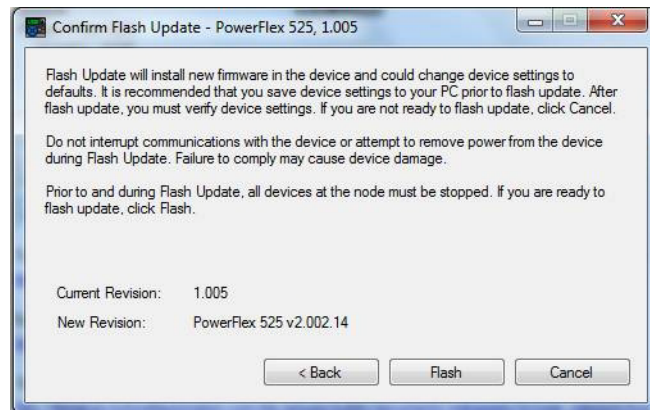 Confirm Flash Update - PowerFlex 525, 1.005
Flash Update will install new firmware in the device and could change device settings to
defaults. It is recommended that you save device settings to your PC prior to flash update. After
flash update, you must verify device settings. If you are not ready to flash update, click Cancel.
Do not interrupt communications with the device or attempt to remove power from the device
during Flash Update. Failure to comply may cause device damage.
Prior to and during Flash Update, all devices at the node must be stopped. If you are ready to
flash update, click Flash.
Current Revision: 1.005
New Revision: PowerFlex 525 v2.002.14
< Back Flash Cancel